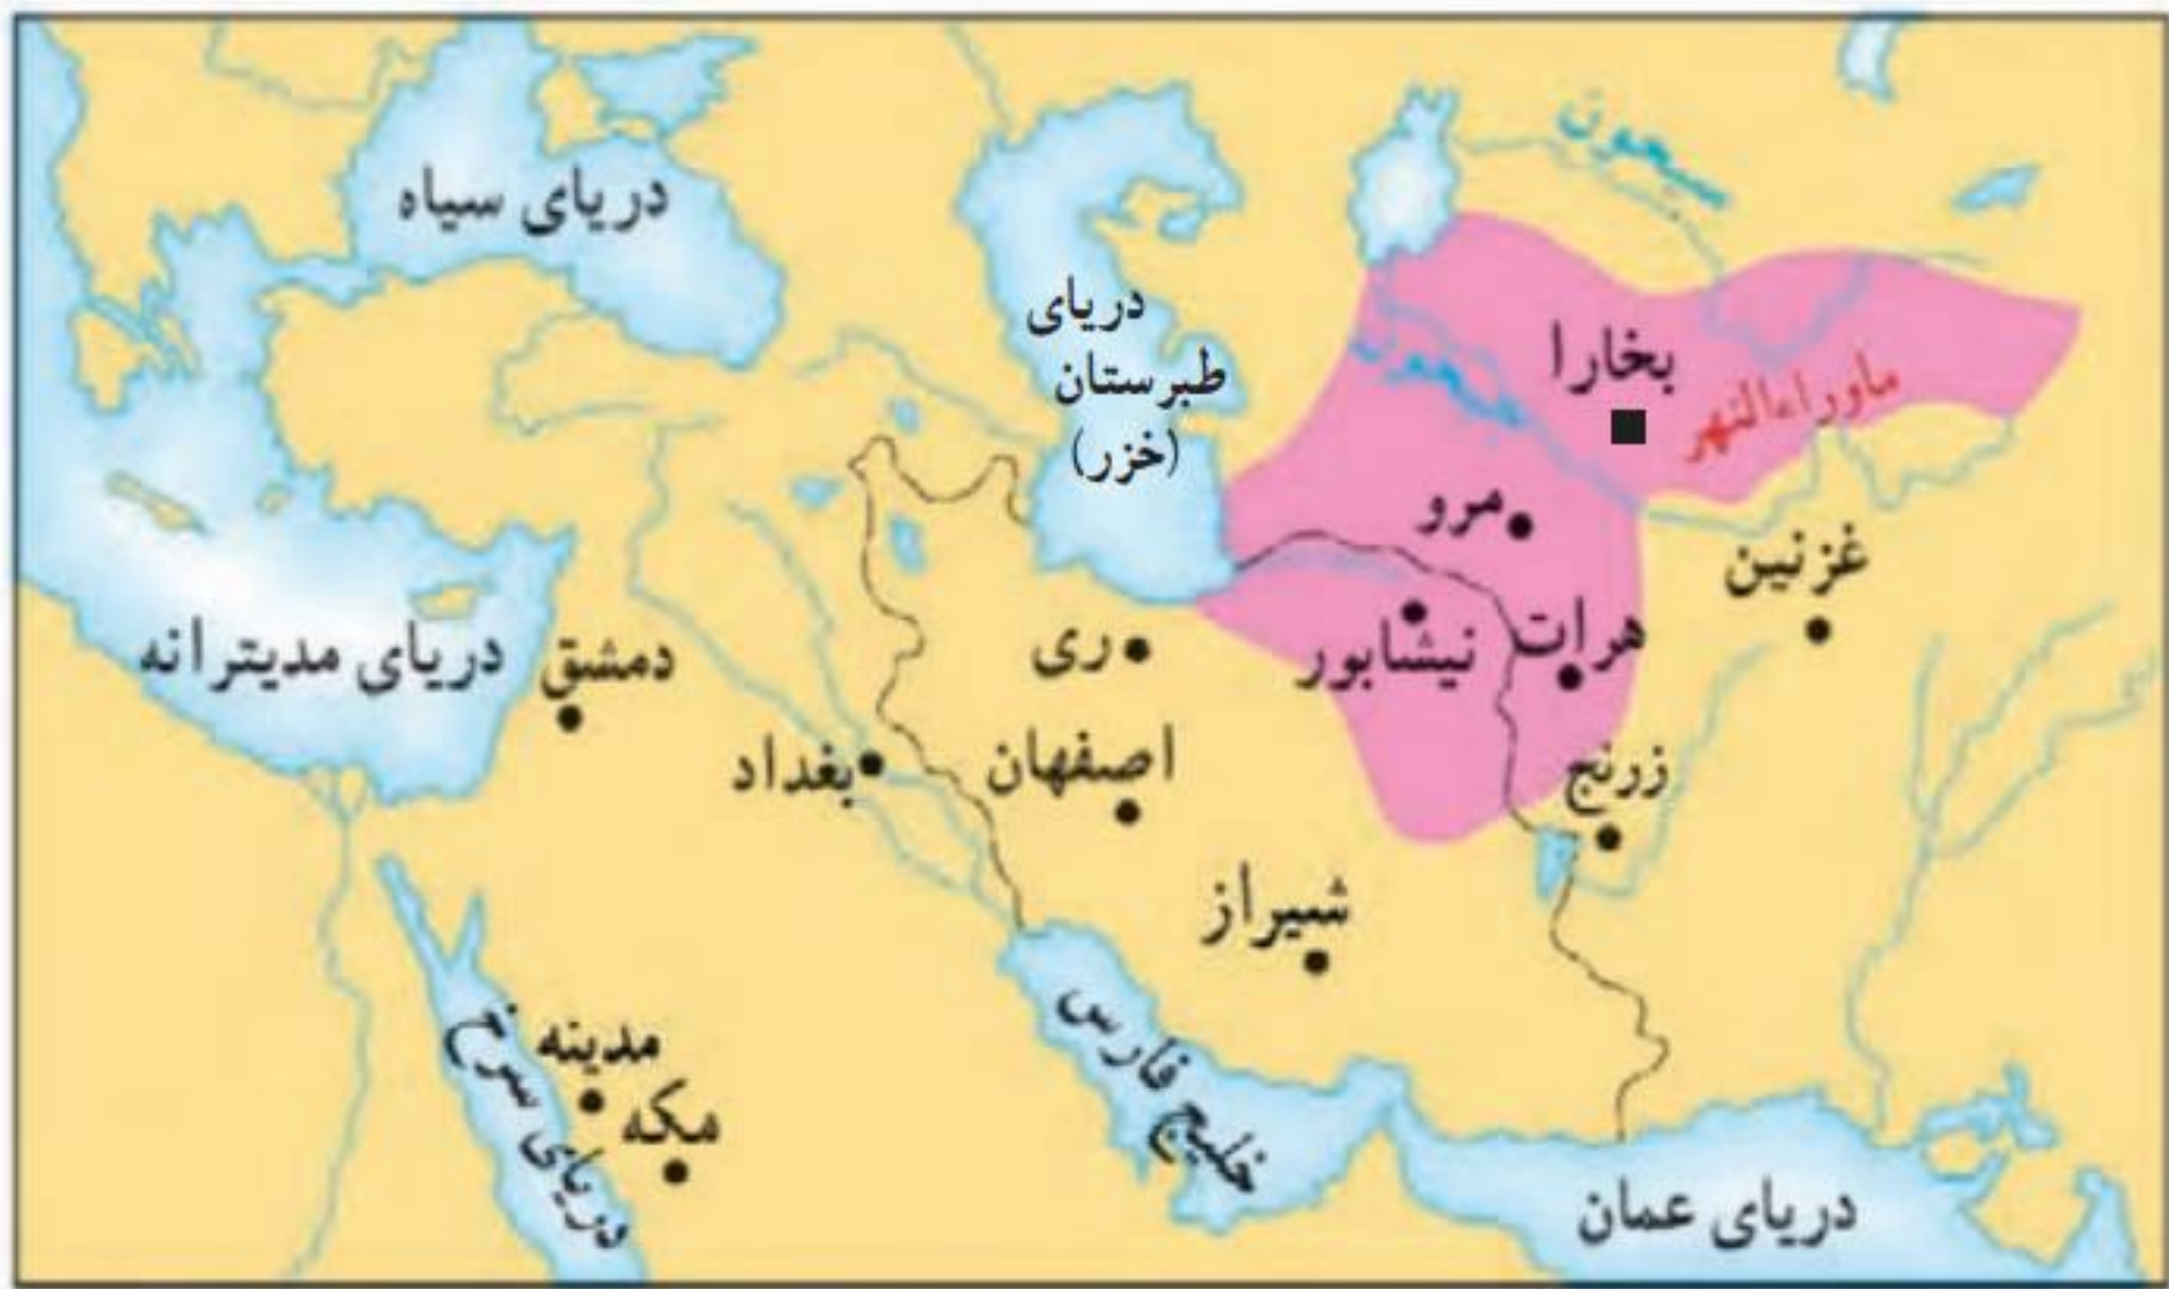 دریای سیاه
دریای
طبرستان
(خزر)
سیحون
جیحون
بخارا
ماوراءالنهر
مرو
غزنین
هرات
نیشابور
ری
دریای مدیترانه
دمشق
بغداد
اصفهان
زرنج
شیراز
خلیج فارس
مدینه
مکه
دریای سرخ
دریای عمان